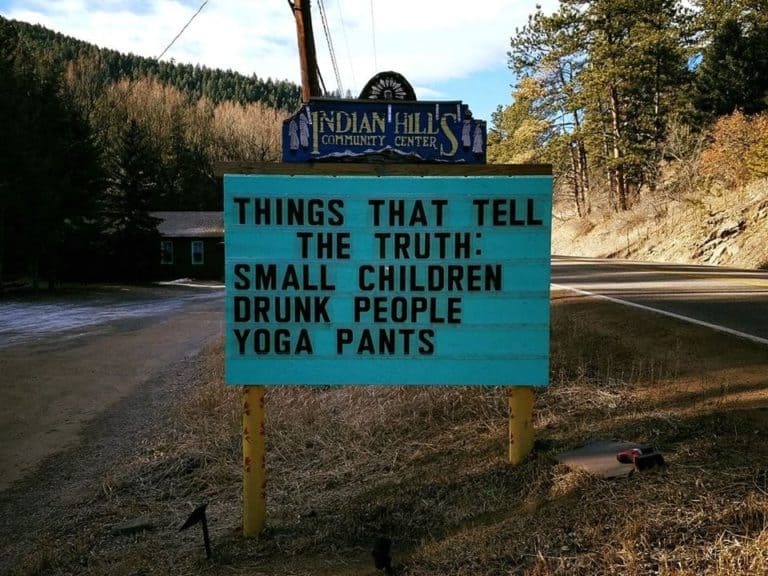 INDIAN HILLS
COMMUNITY CENTER
THINGS THAT TELL
THE TRUTH:
SMALL CHILDREN
DRUNK PEOPLE
YOGA PANTS